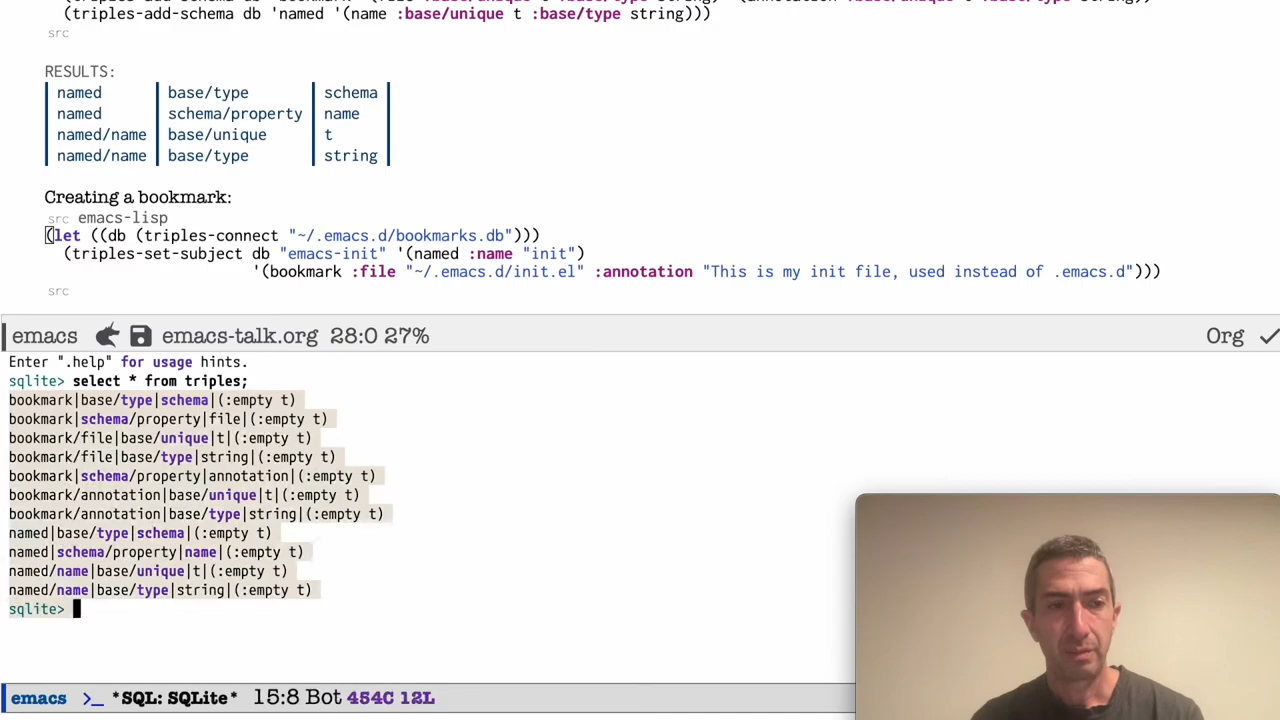 (triples-add-schema db 'named '(name :base/unique t :base/type string)))
src
RESULTS:
named base/type schema
named schema/property name
named/name base/unique t
named/name base/type string
Creating a bookmark:
src emacs-lisp
(let ((db (triples-connect "~/.emacs.d/bookmarks.db")))
(triples-set-subject db "emacs-init" '(named :name "init")
'(bookmark :file "~/.emacs.d/init.el" :annotation "This is my init file, used instead of .emacs.d")))
src
emacs emacs-talk.org 28:0 27% Org
Enter ".help" for usage hints.
sqlite> select * from triples;
bookmark|base/type|schema|(:empty t)
bookmark|schema/property|file|(:empty t)
bookmark/file|base/unique|t|(:empty t)
bookmark/file|base/type|string|(:empty t)
bookmark|schema/property|annotation|(:empty t)
bookmark/annotation|base/unique|t|(:empty t)
bookmark/annotation|base/type|string|(:empty t)
named|base/type|schema|(:empty t)
named|schema/property|name|(:empty t)
named/name|base/unique|t|(:empty t)
named/name|base/type|string|(:empty t)
sqlite>
emacs >_ *SQL: SQLite* 15:8 Bot 454C 12L